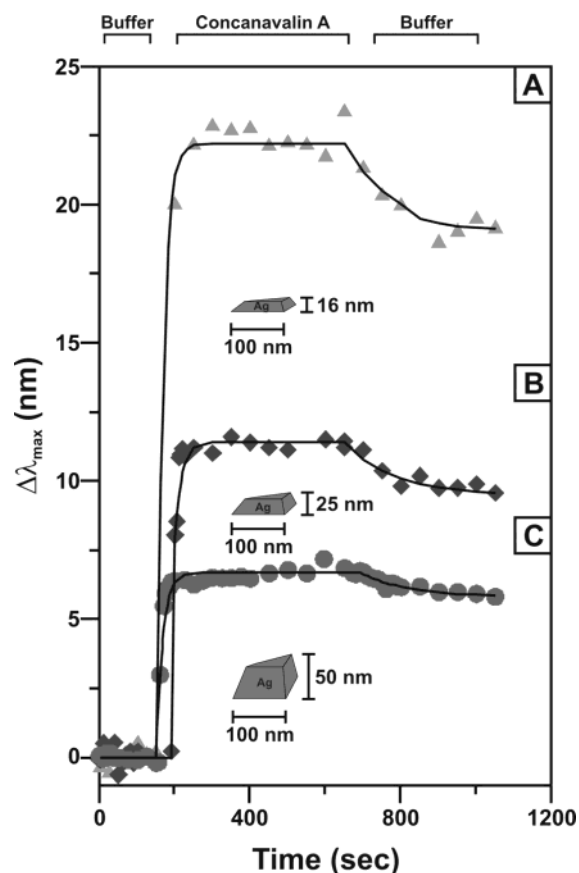 Buffer Concanavalin A Buffer
25
A
20
Ag
16 nm
100 nm
15
B
Δλmax (nm)
10
Ag
25 nm
100 nm
C
5
Ag
50 nm
100 nm
0
0 400 800 1200
Time (sec)